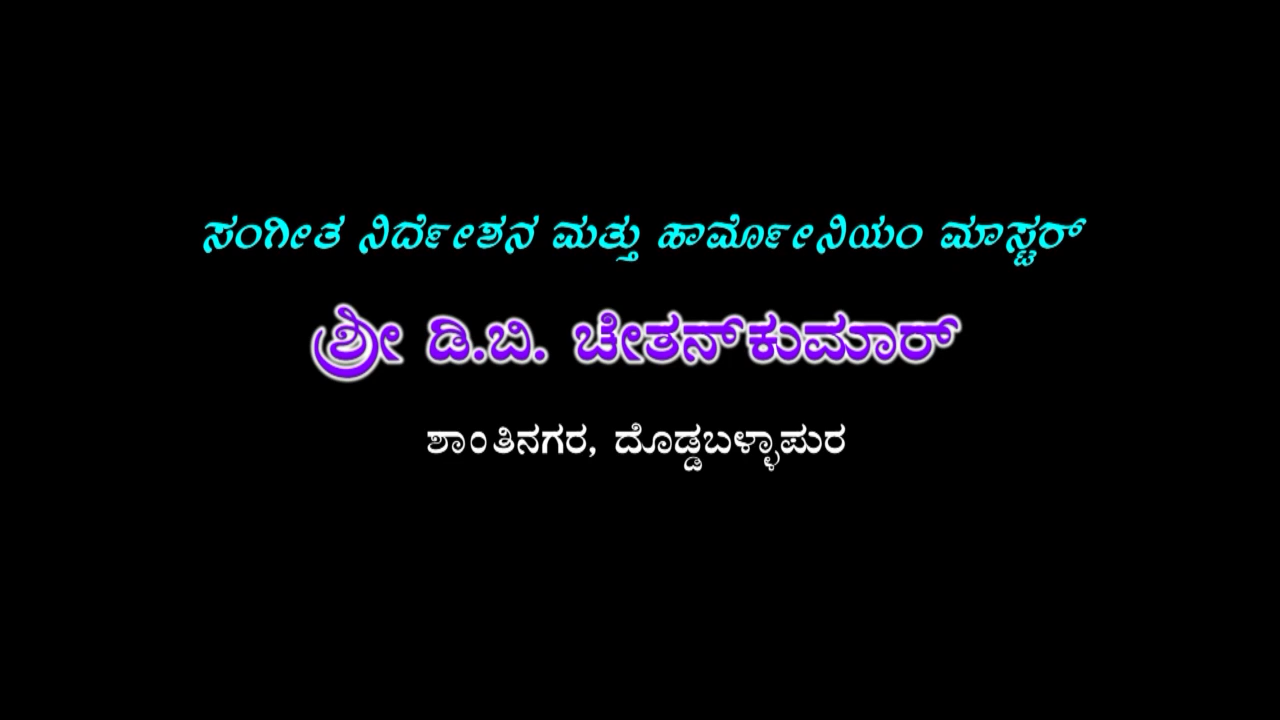 ಸಂಗೀತ ನಿರ್ದೇಶನ ಮತ್ತು ಹಾರ್ಮೋನಿಯಂ ಮಾಸ್ಟರ್
ಶ್ರೀ ಡಿ.ಬಿ. ಚೇತನ್‌ಕುಮಾರ್
ಶಾಂತಿನಗರ, ದೊಡ್ಡಬಳ್ಳಾಪುರ